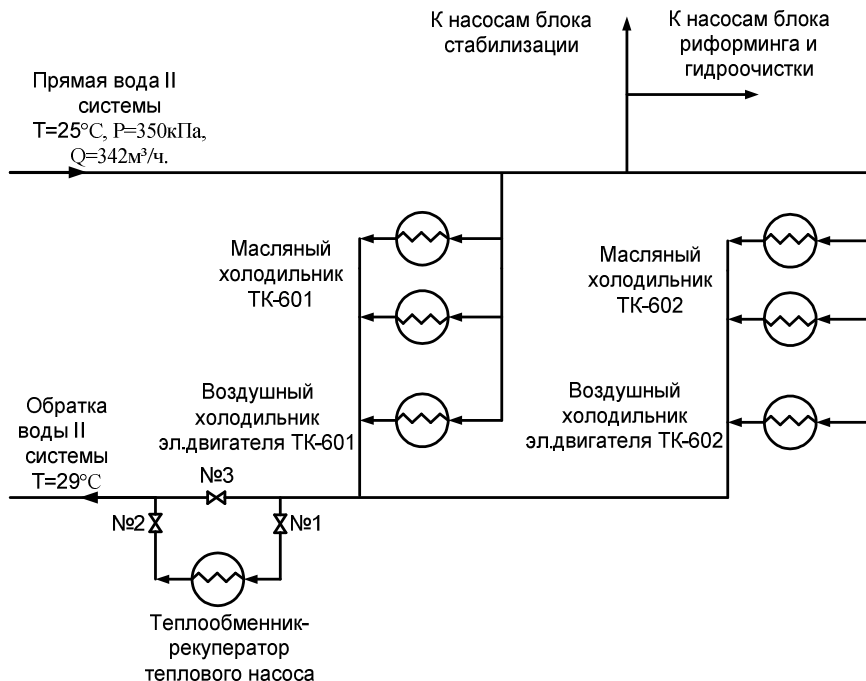 К насосам блока
стабилизации
К насосам блока
риформинга и
гидроочистки
Прямая вода II
системы
T=25°C, P=350кПа,
Q=342м³/ч.
Масляный
холодильник
ТК-601
Масляный
холодильник
ТК-602
Воздушный
холодильник
эл.двигателя ТК-601
Воздушный
холодильник
эл.двигателя ТК-602
Обратка
воды II
системы
T=29°C
№3
№2
№1
Теплообменник-
рекуператор
теплового насоса